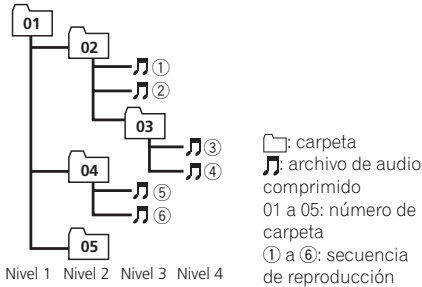 01
02
①
②
03
③
④
04
⑤
⑥
05
Nivel 1 Nivel 2 Nivel 3 Nivel 4
: carpeta
: archivo de audio
comprimido
01 a 05: número de
carpeta
① a ⑥: secuencia
de reproducción